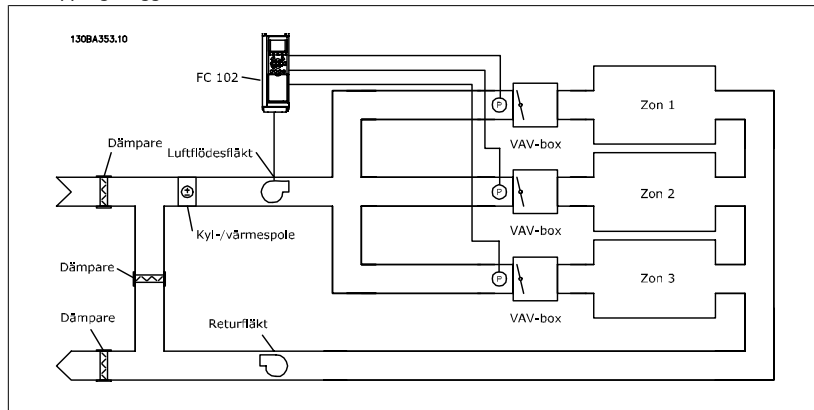 130BA353.10
FC 102
Dämpare
Luftflödesfläkt
P
VAV-box
Zon 1
P
VAV-box
Zon 2
Kyl-/värmespole
Dämpare
P
VAV-box
Zon 3
Dämpare
Returfläkt